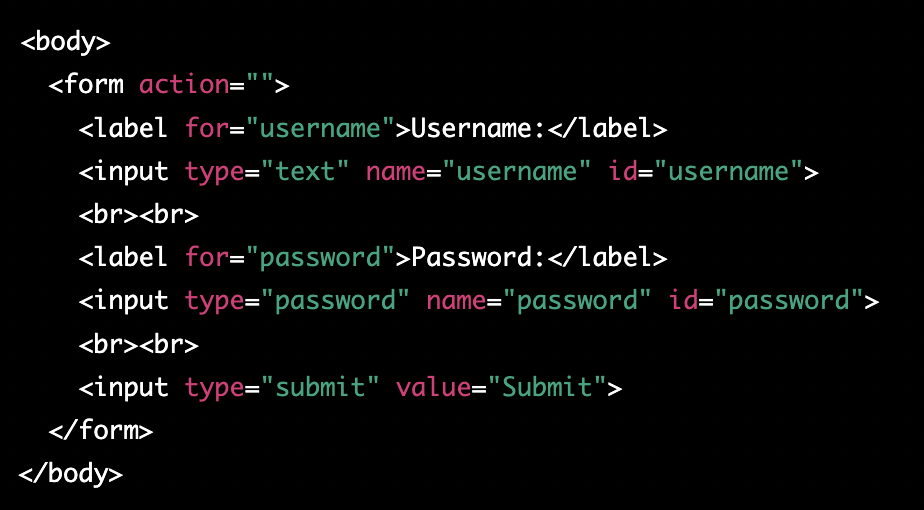 <body>
<form action="">
<label for="username">Username:</label>
<input type="text" name="username" id="username">
<br><br>
<label for="password">Password:</label>
<input type="password" name="password" id="password">
<br><br>
<input type="submit" value="Submit">
</form>
</body>